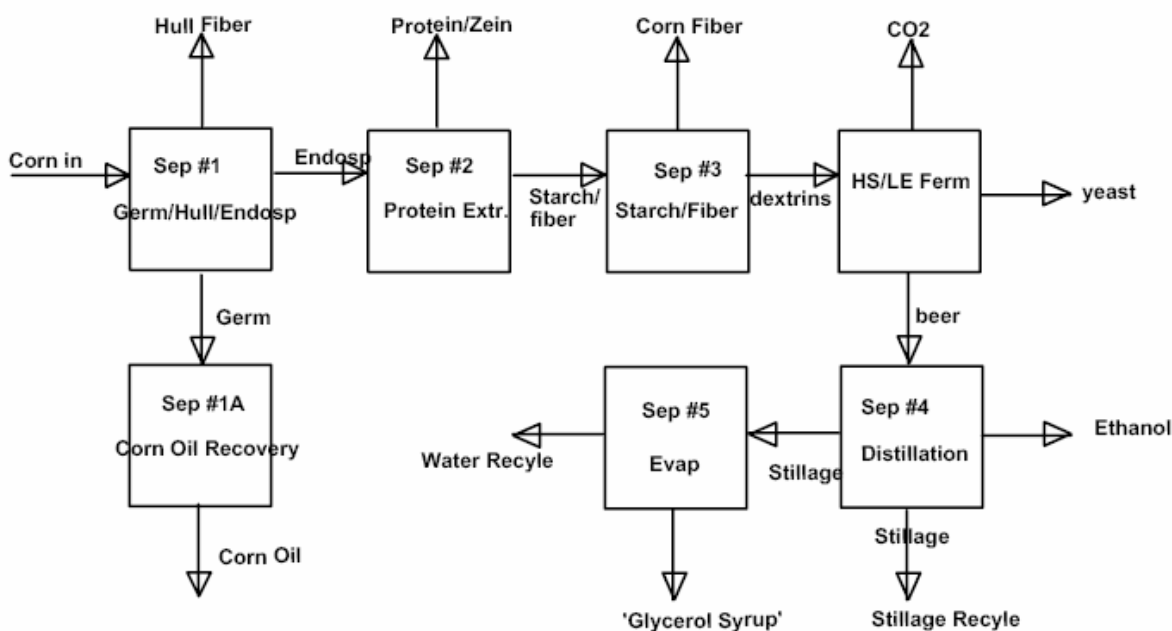 Hull Fiber
Protein/Zein
Corn Fiber
CO2
Corn in
Sep #1
Germ/Hull/Endosp
Endosp
Sep #2
Protein Extr.
Starch/
fiber
Sep #3
Starch/Fiber
dextrins
HS/LE Ferm
yeast
Germ
beer
Sep #1A
Corn Oil Recovery
Water Recyle
Sep #5
Evap
Stillage
Sep #4
Distillation
Ethanol
Corn Oil
Stillage
'Glycerol Syrup'
Stillage Recyle